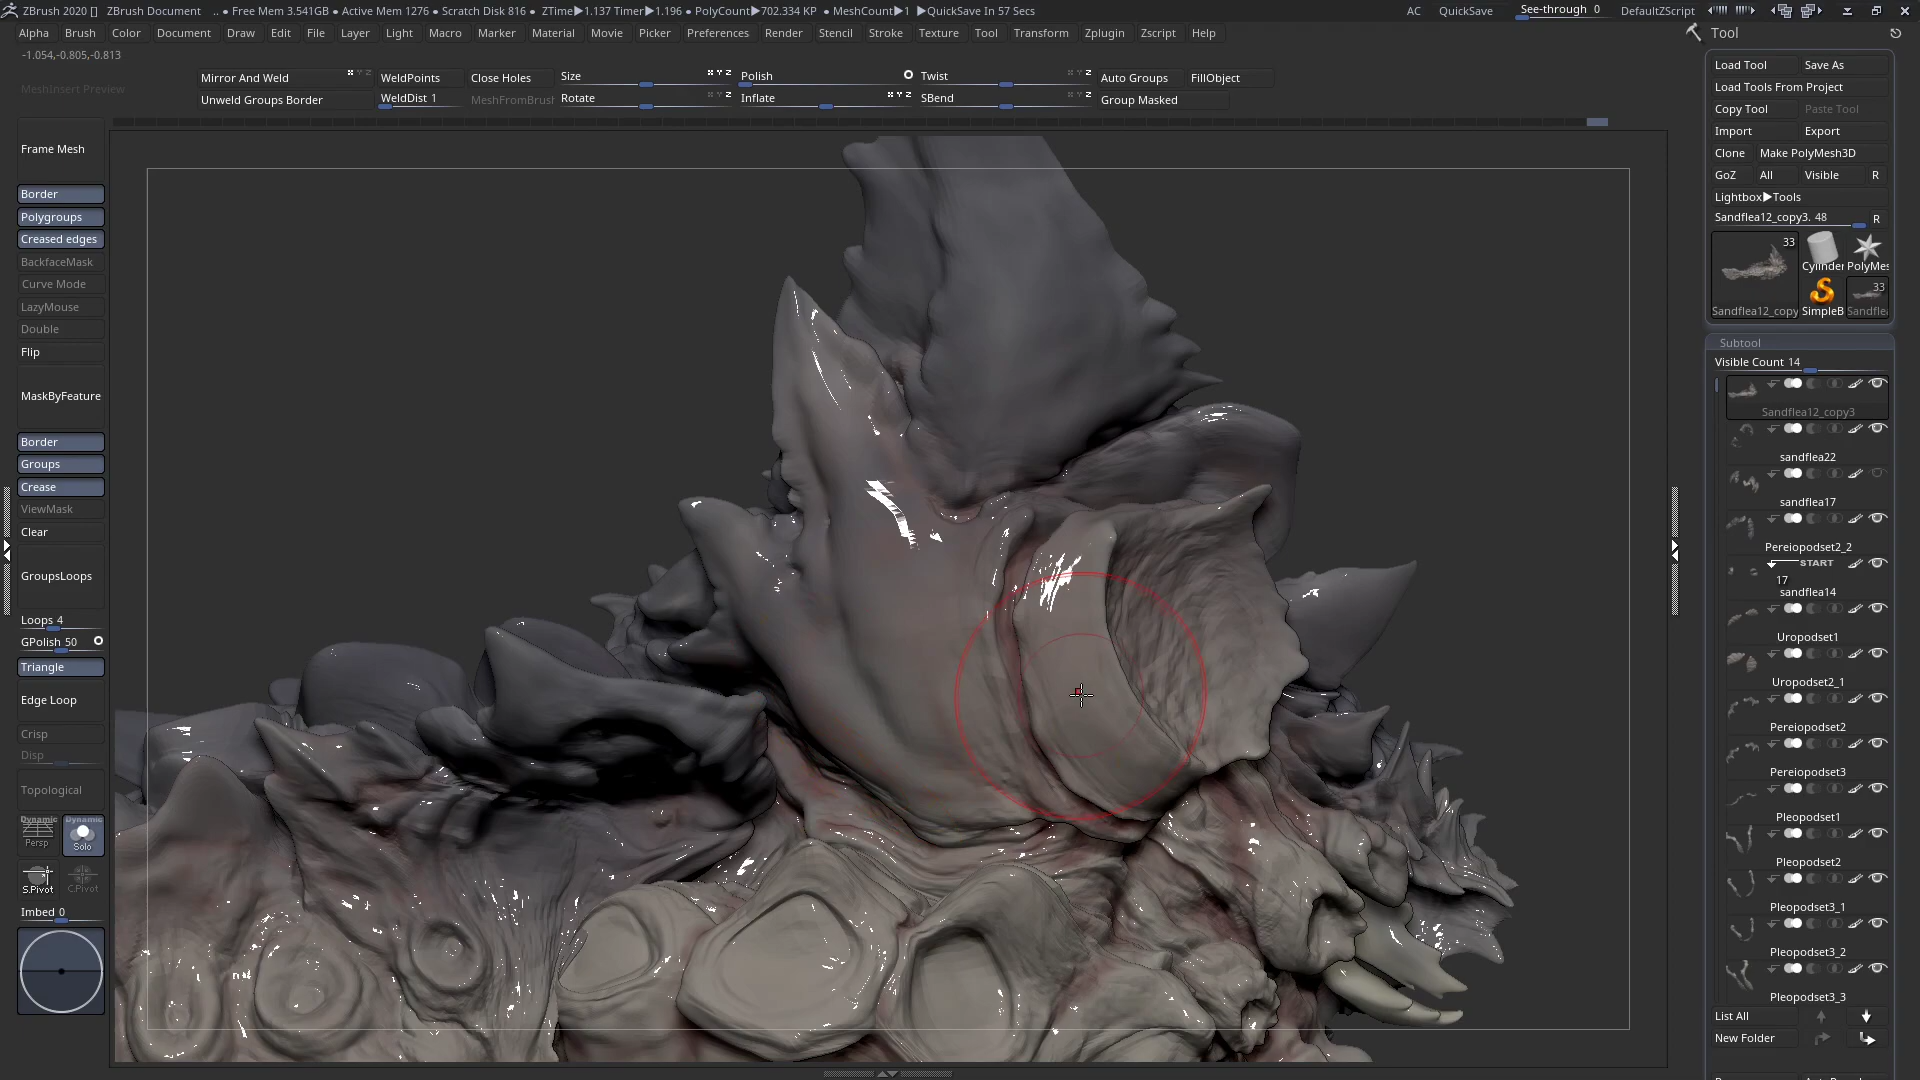 ZBrush 2020 [] ZBrush Document .. • Free Mem 3.541GB • Active Mem 1276 • Scratch Disk 816 • ZTime▶1.137 Timer▶1.196 • PolyCount▶702.334 KP • MeshCount▶1 ▶QuickSave In 57 Secs AC QuickSave See-through 0 DefaultZScript
Alpha Brush Color Document Draw Edit File Layer Light Macro Marker Material Movie Picker Preferences Render Stencil Stroke Texture Tool Transform Zplugin Zscript Help
-1.054,-0.805,-0.813
MeshInsert Preview
Mirror And Weld WeldPoints Close Holes Size Polish Twist Auto Groups FillObject
Unweld Groups Border WeldDist 1 MeshFromBrush Rotate Inflate SBend Group Masked
Frame Mesh
Border
Polygroups
Creased edges
BackfaceMask
Curve Mode
LazyMouse
Double
Flip
MaskByFeature
Border
Groups
Crease
ViewMask
Clear
GroupsLoops
Loops 4
GPolish 50
Triangle
Edge Loop
Crisp
Disp
Topological
Dynamic Dynamic
Persp Solo
S.Pivot C.Pivot
Imbed 0
Tool
Load Tool Save As
Load Tools From Project
Copy Tool Paste Tool
Import Export
Clone Make PolyMesh3D
GoZ All Visible R
Lightbox▶Tools
Sandflea12_copy3. 48 R
33
Cylinder PolyMes
33
Sandflea12_copy SimpleB Sandflea
Subtool
Visible Count 14
Sandflea12_copy3
sandflea22
sandflea17
Pereiopodset2_2
START
17
sandflea14
Uropodset1
Uropodset2_1
Pereiopodset2
Pereiopodset3
Pleopodset1
Pleopodset2
Pleopodset3_1
Pleopodset3_2
Pleopodset3_3
List All
New Folder